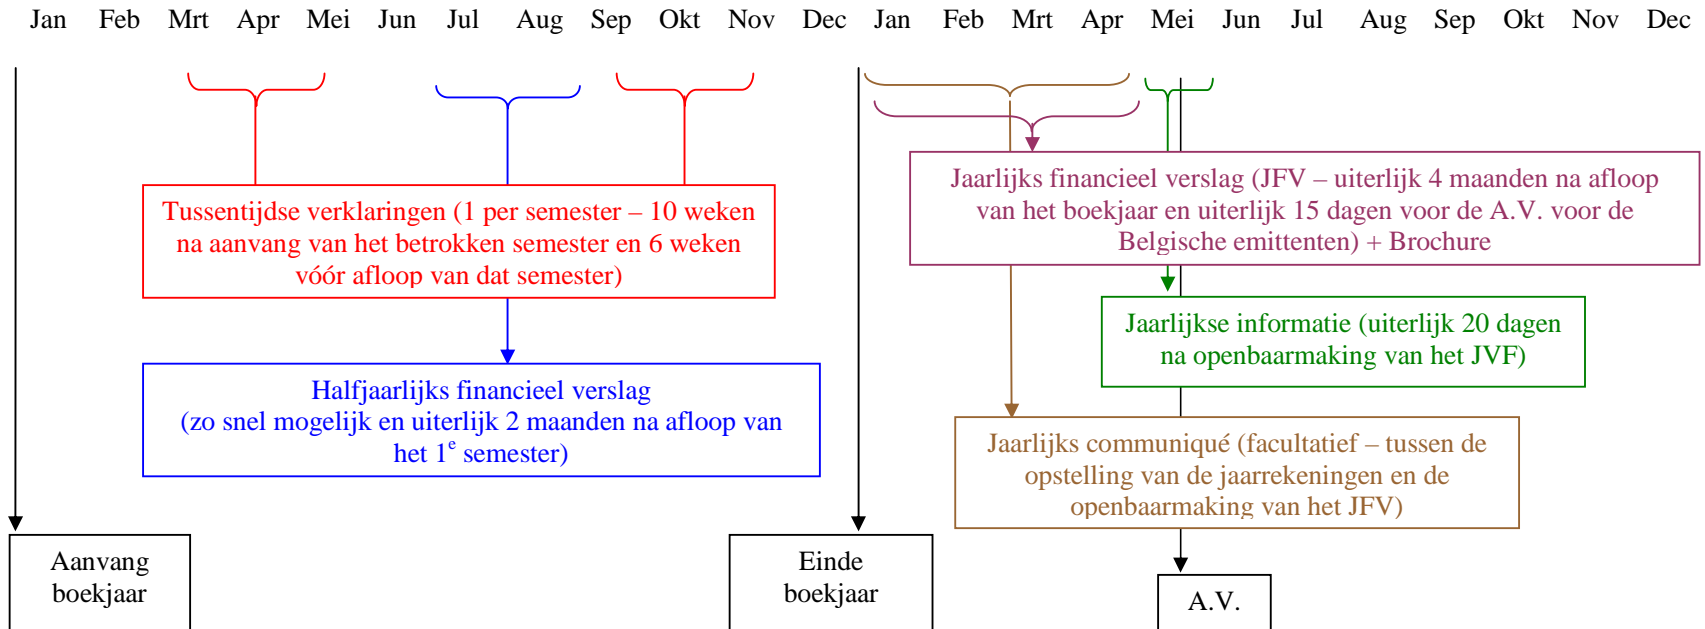 Jan Feb Mrt Apr Mei Jun Jul Aug Sep Okt Nov Dec Jan Feb Mrt Apr Mei Jun Jul Aug Sep Okt Nov Dec
Tussentijdse verklaringen (1 per semester – 10 weken
na aanvang van het betrokken semester en 6 weken
vóór afloop van dat semester)
Jaarlijks financieel verslag (JFV – uiterlijk 4 maanden na afloop
van het boekjaar en uiterlijk 15 dagen voor de A.V. voor de
Belgische emittenten) + Brochure
Jaarlijkse informatie (uiterlijk 20 dagen
na openbaarmaking van het JVF)
Halfjaarlijks financieel verslag
(zo snel mogelijk en uiterlijk 2 maanden na afloop van
het 1e semester)
Jaarlijks communiqué (facultatief – tussen de
opstelling van de jaarrekeningen en de
openbaarmaking van het JFV)
Aanvang
boekjaar
Einde
boekjaar
A.V.